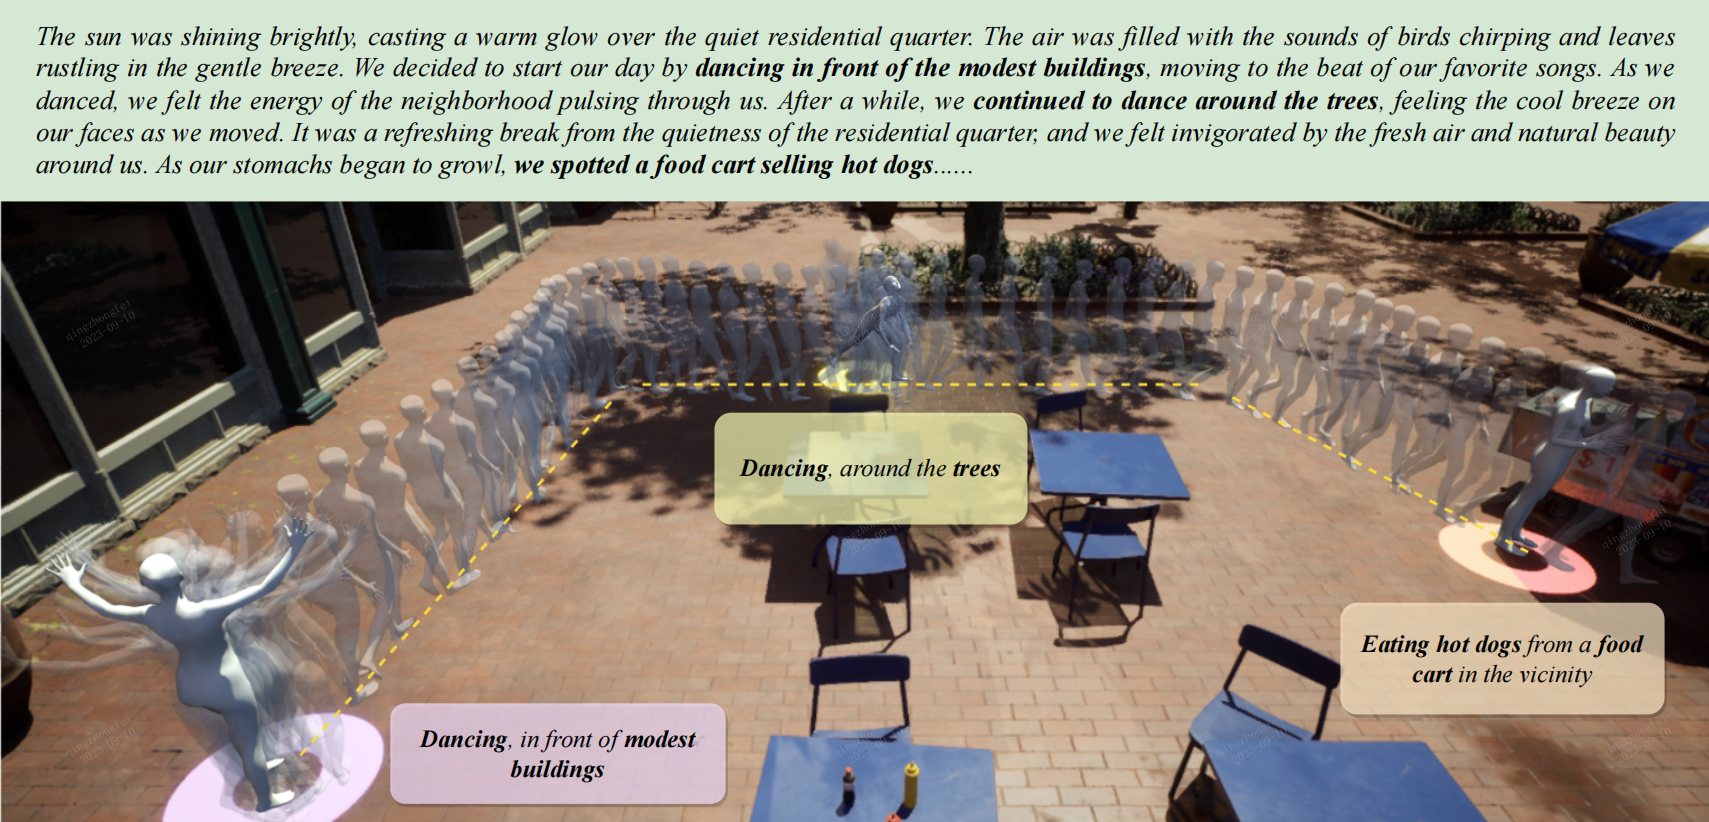 The sun was shining brightly, casting a warm glow over the quiet residential quarter. The air was filled with the sounds of birds chirping and leaves
rustling in the gentle breeze. We decided to start our day by dancing in front of the modest buildings, moving to the beat of our favorite songs. As we
danced, we felt the energy of the neighborhood pulsing through us. After a while, we continued to dance around the trees, feeling the cool breeze on
our faces as we moved. It was a refreshing break from the quietness of the residential quarter, and we felt invigorated by the fresh air and natural beauty
around us. As our stomachs began to growl, we spotted a food cart selling hot dogs......
qingzhongfei
2023-09-10
$1
Dancing, around the trees
Eating hot dogs from a food
cart in the vicinity
Dancing, in front of modest
buildings